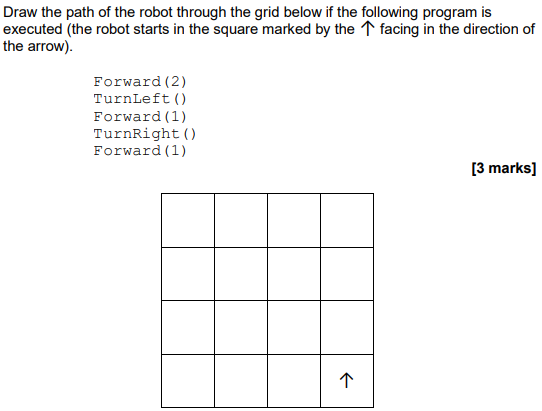 Draw the path of the robot through the grid below if the following program is
executed (the robot starts in the square marked by the ↑ facing in the direction of
the arrow).
Forward(2)
TurnLeft()
Forward(1)
TurnRight()
Forward(1)
[3 marks]
↑